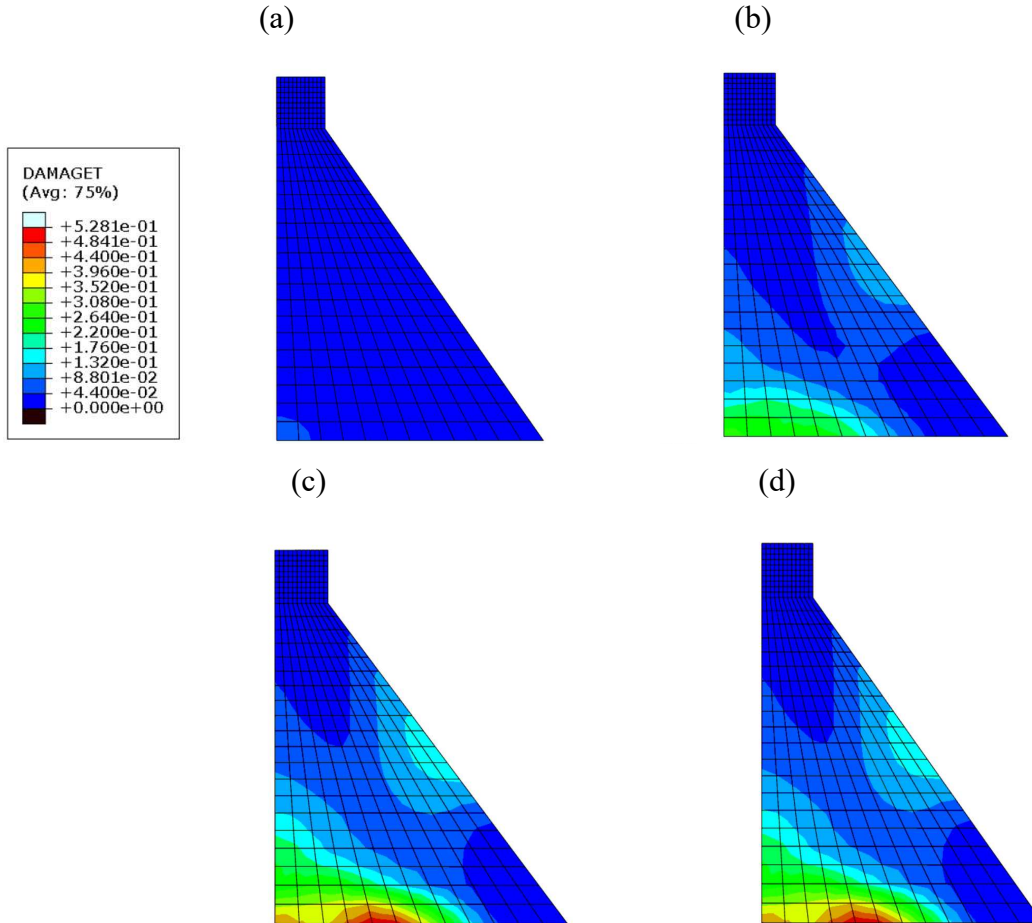 (a)
(b)
DAMAGET
(Avg: 75%)
+5.281e-01
+4.841e-01
+4.400e-01
+3.960e-01
+3.520e-01
+3.080e-01
+2.640e-01
+2.200e-01
+1.760e-01
+1.320e-01
+8.801e-02
+4.400e-02
+0.000e+00
(c)
(d)